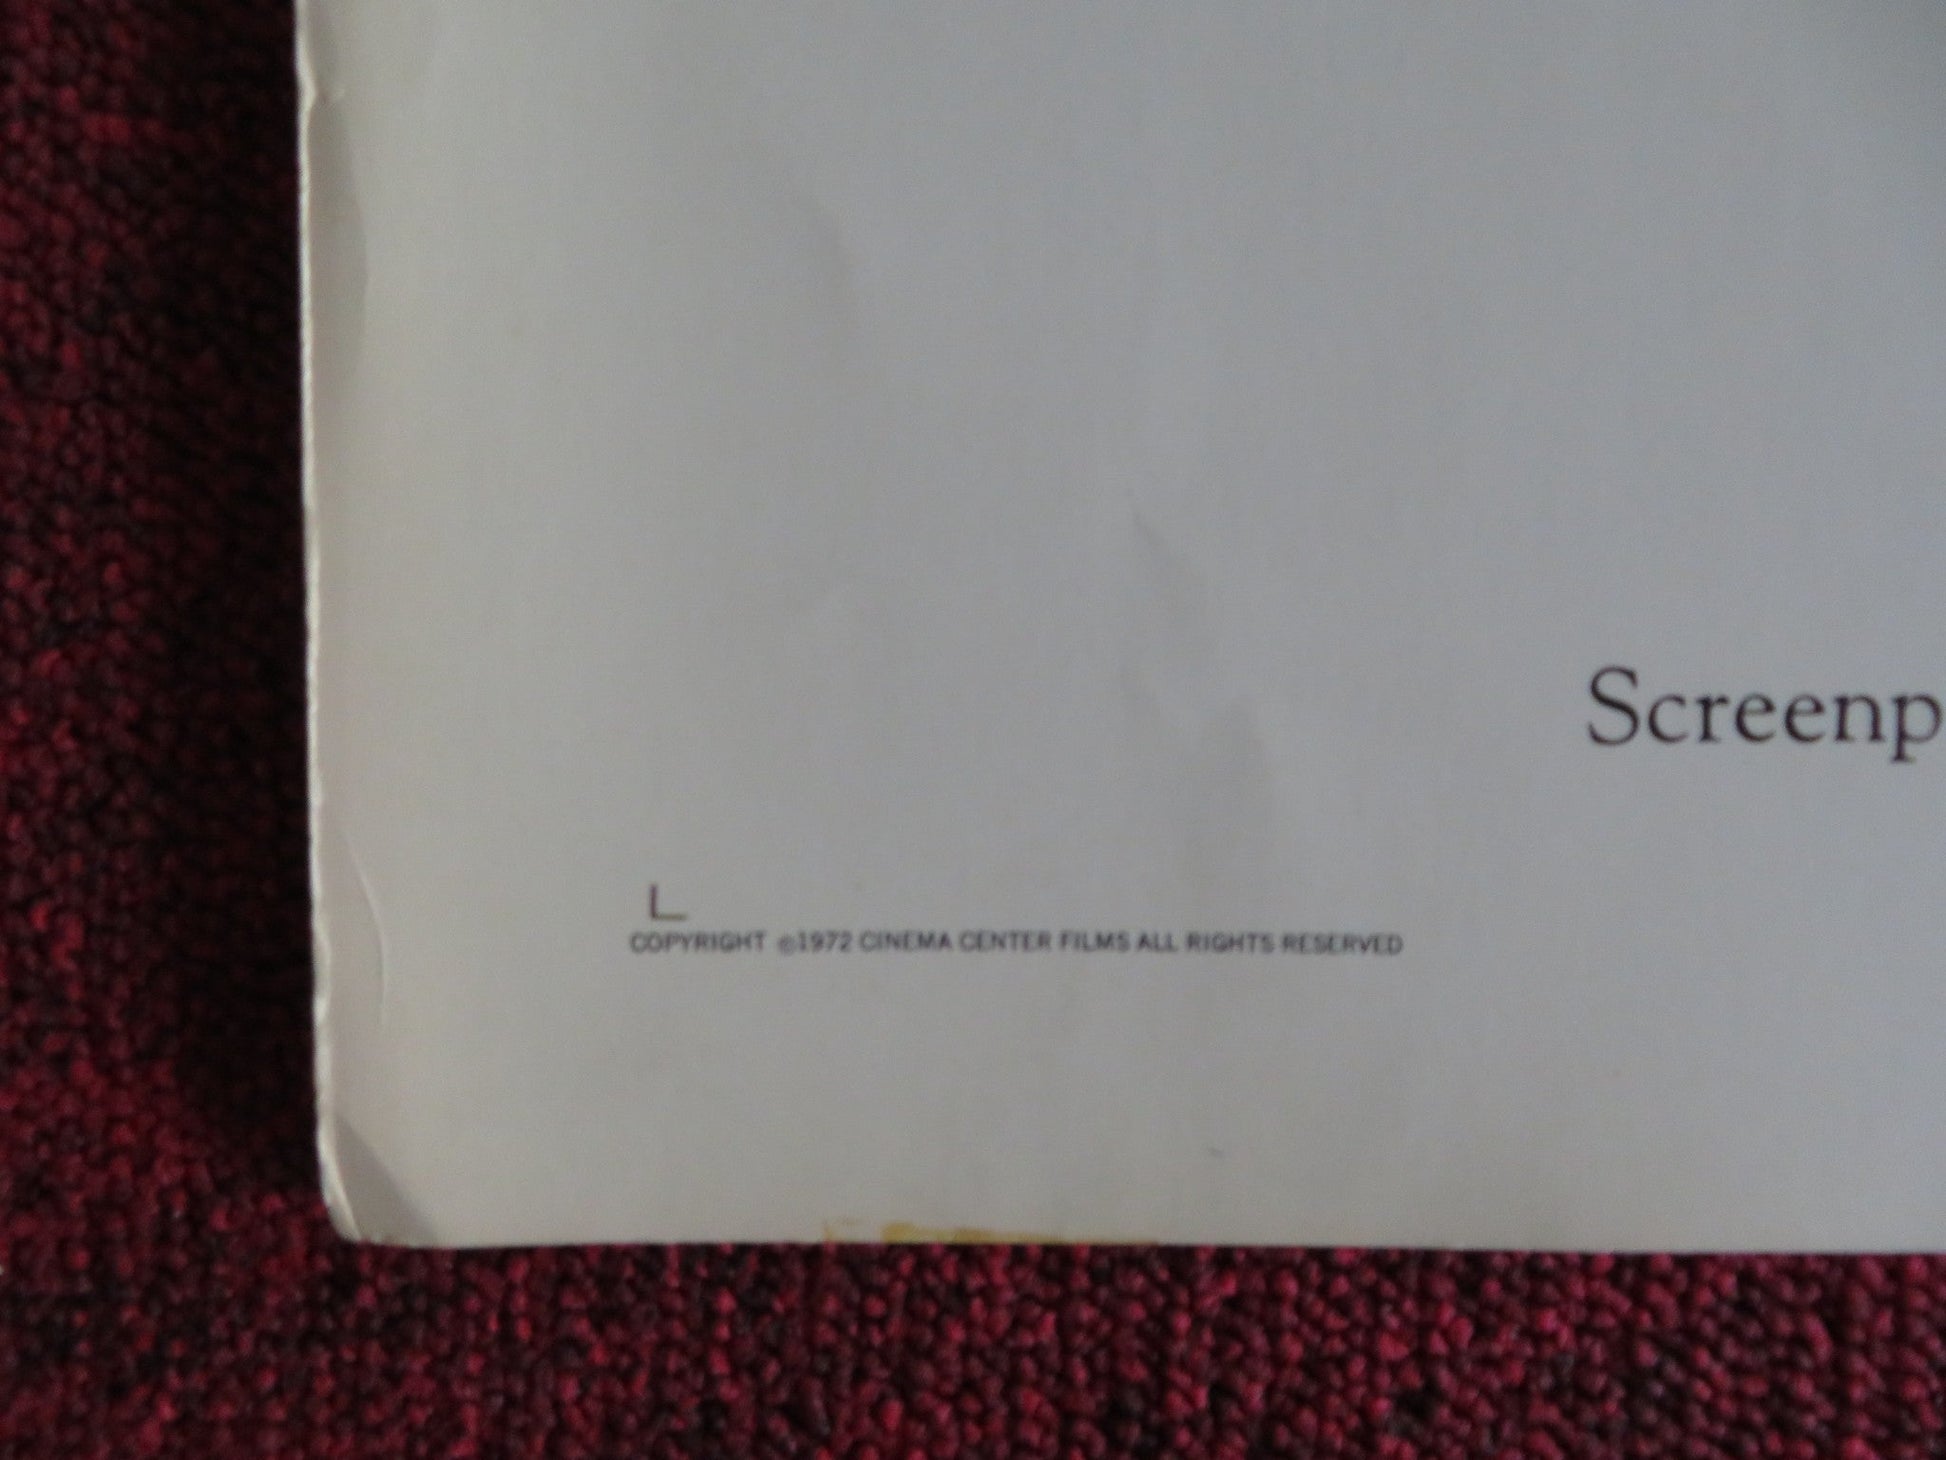 Screenp
COPYRIGHT ©1972 CINEMA CENTER FILMS ALL RIGHTS RESERVED